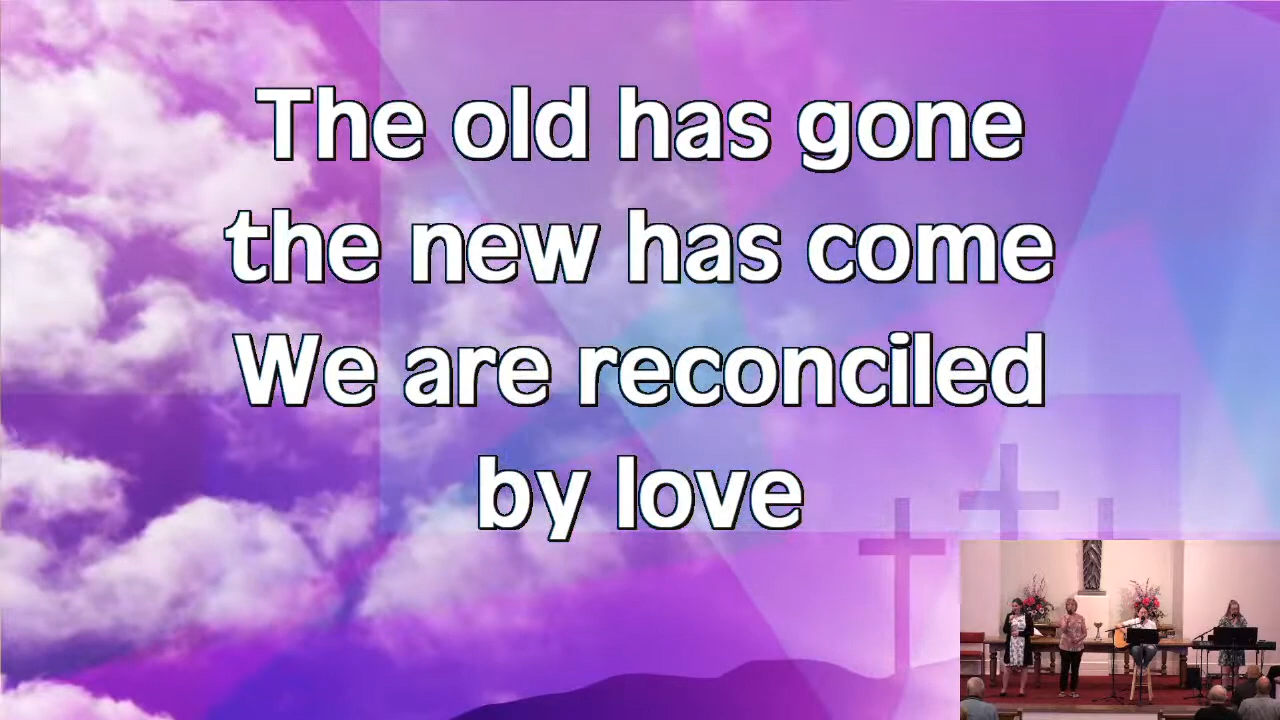 The old has gone
the new has come
We are reconciled
by love